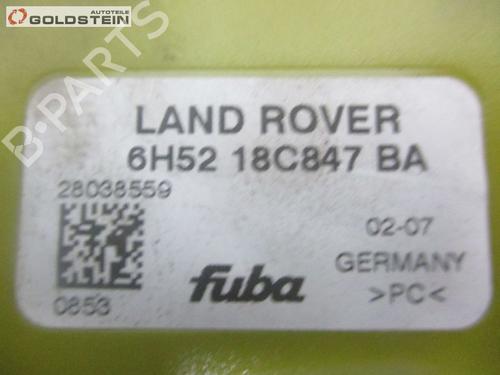 AUTOTEILE
GOLDSTEIN
B-PARTS
LAND ROVER
6H52 18C847 BA
28038559
02-07
fuba
GERMANY
0853
>PC<